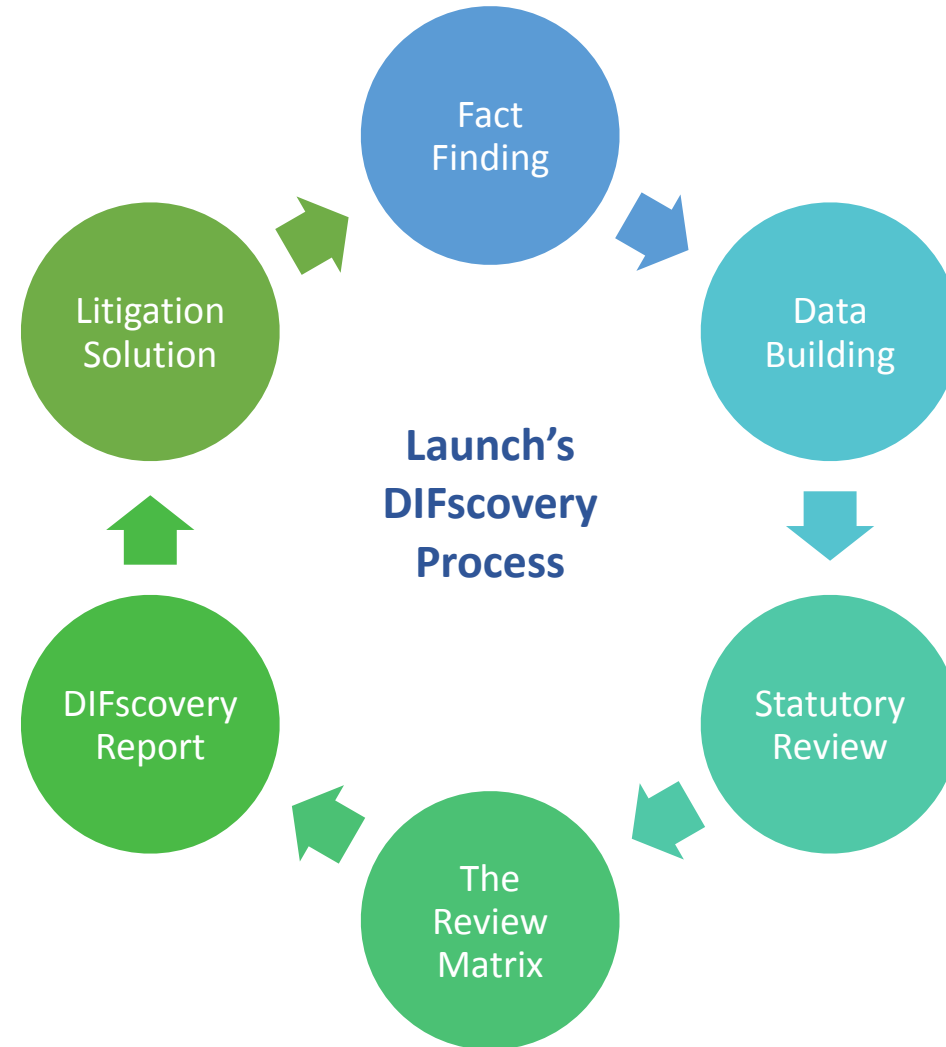 Fact
Finding
Data
Building
Statutory
Review
The
Review
Matrix
DIFscovery
Report
Litigation
Solution
Launch’s
DIFscovery
Process